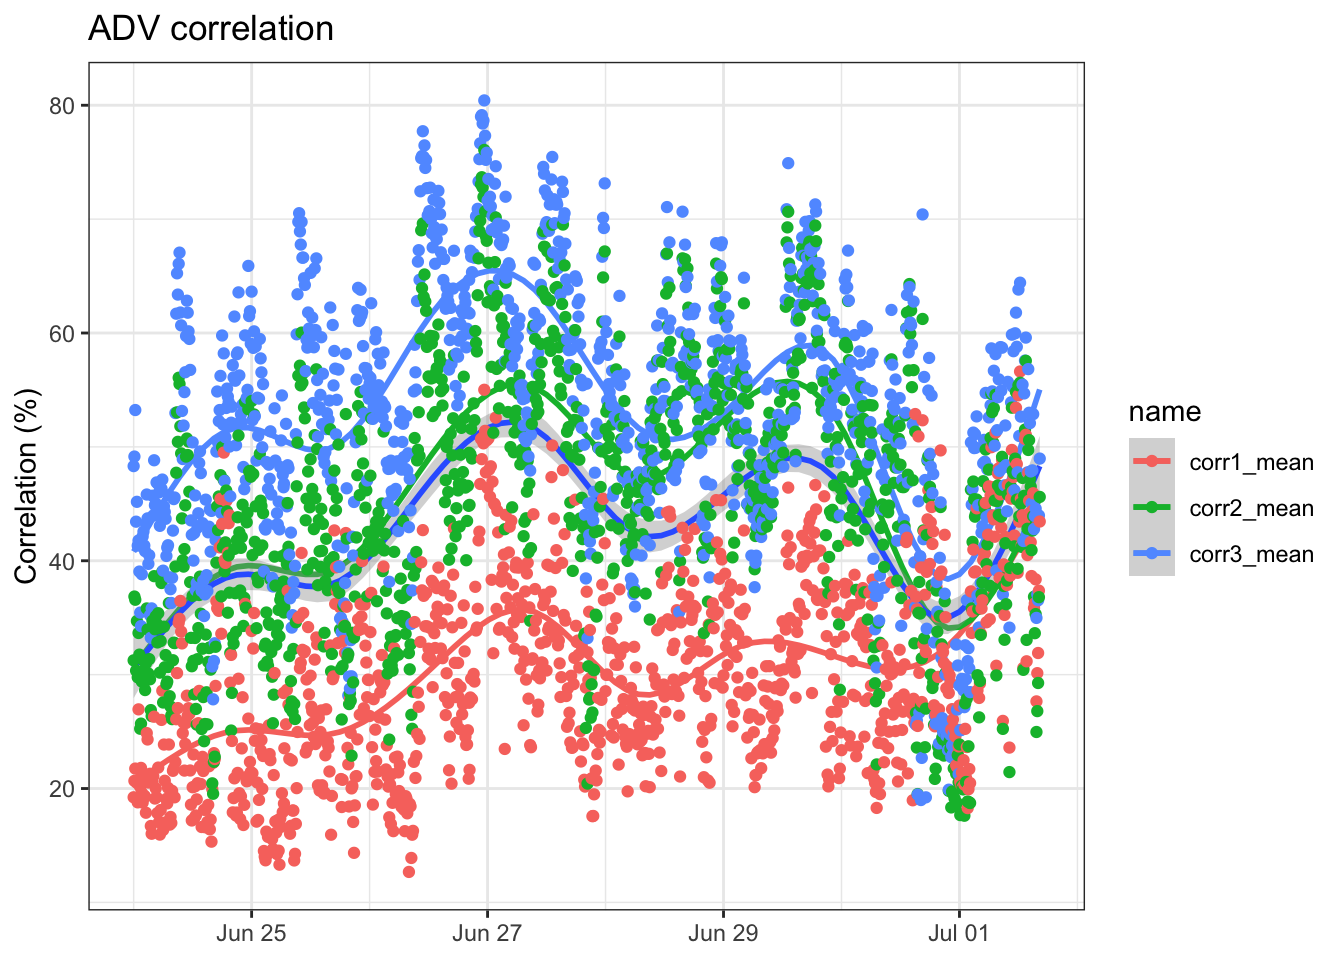 ADV correlation
Correlation (%)
80
60
40
20
Jun 25
Jun 27
Jun 29
Jul 01
name
corr1_mean
corr2_mean
corr3_mean